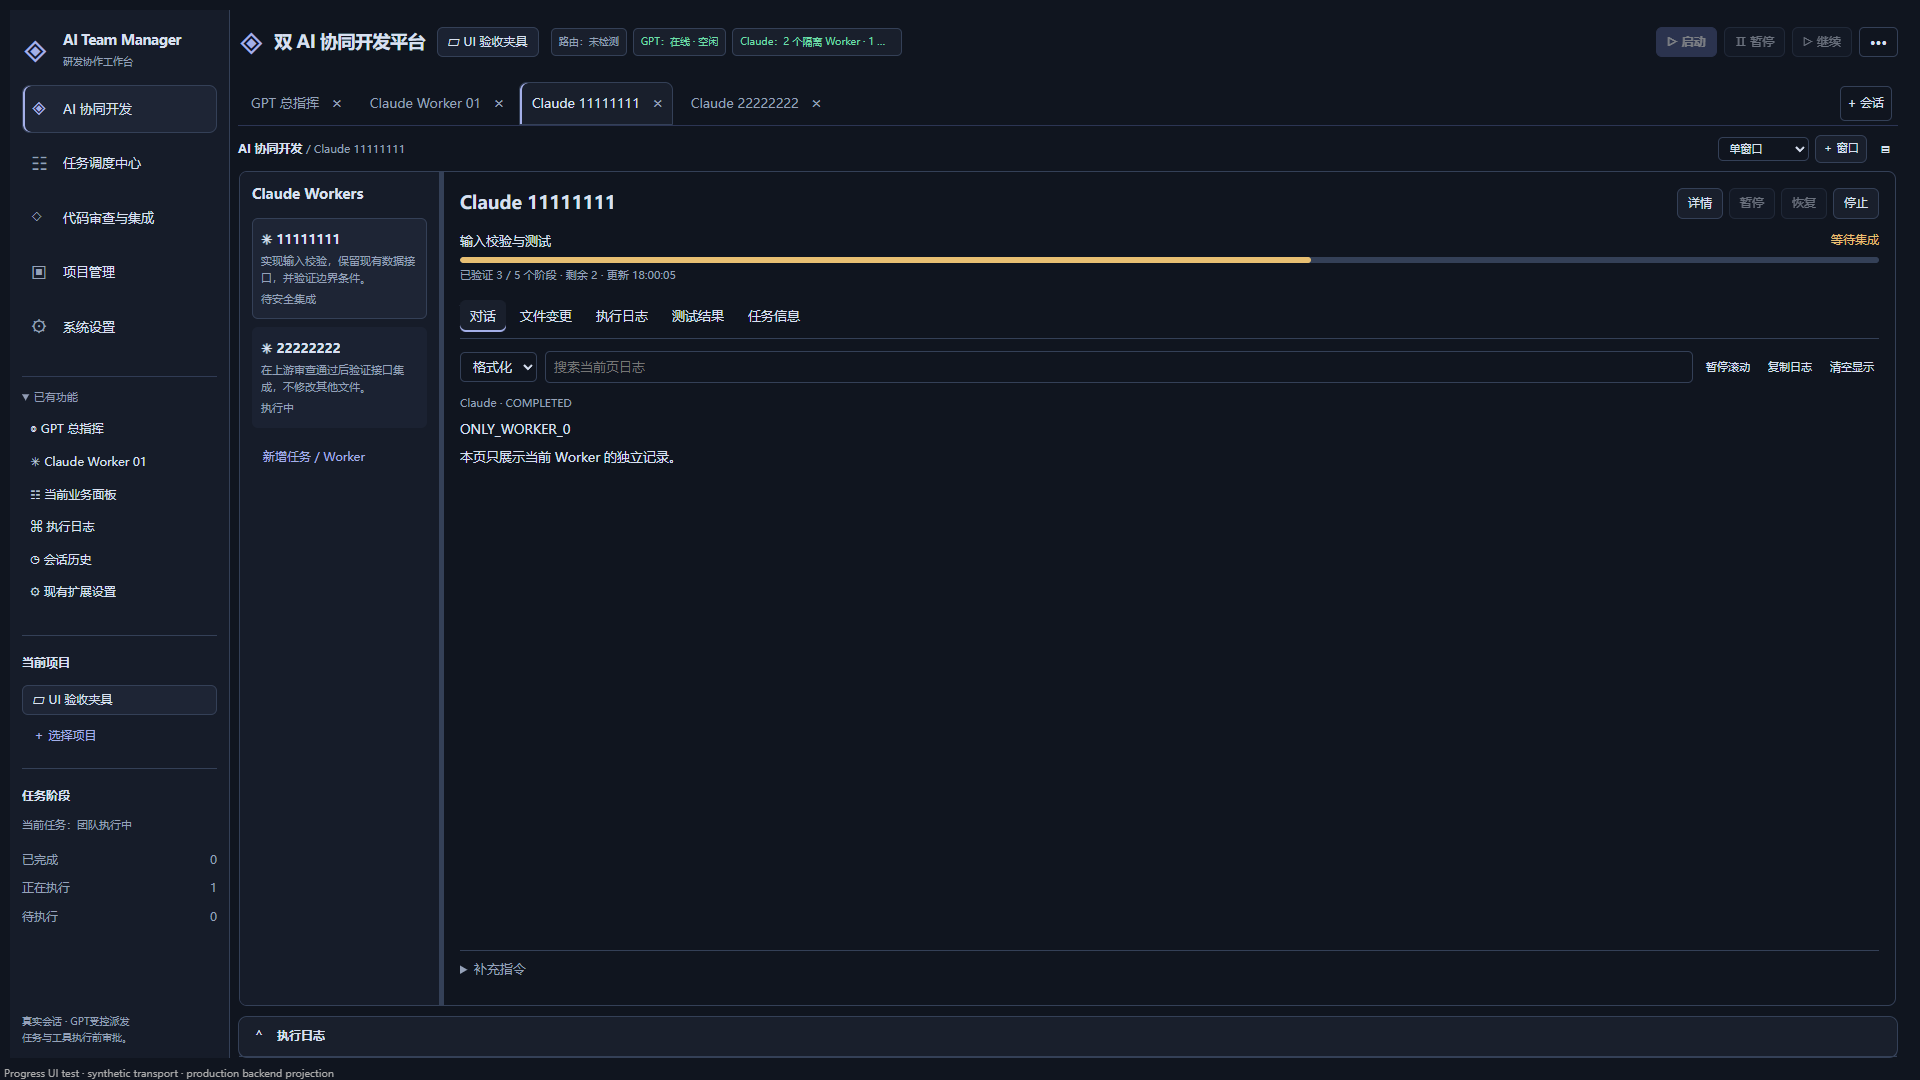 AI Team Manager
研发协作工作台
AI 协同开发
任务调度中心
代码审查与集成
项目管理
系统设置
▼ 已有功能
GPT 总指挥
Claude Worker 01
当前业务面板
执行日志
会话历史
现有扩展设置
当前项目
UI 验收夹具
+ 选择项目
任务阶段
当前任务：团队执行中
已完成 0
正在执行 1
待执行 0
真实会话 · GPT受控派发
任务与工具执行前审批。
双 AI 协同开发平台
UI 验收夹具
路由：未检测
GPT：在线 · 空闲
Claude：2 个隔离 Worker · 1 ...
启动
暂停
继续
•••
GPT 总指挥 ✕
Claude Worker 01 ✕
Claude 11111111 ✕
Claude 22222222 ✕
+ 会话
AI 协同开发 / Claude 11111111
单窗口
+ 窗口
Claude Workers
11111111
实现输入校验，保留现有数据接
口，并验证边界条件。
待安全集成
22222222
在上游审查通过后验证接口集
成，不修改其他文件。
执行中
新增任务 / Worker
Claude 11111111
详情
暂停
恢复
停止
输入校验与测试
等待集成
已验证 3 / 5 个阶段 · 剩余 2 · 更新 18:00:05
对话
文件变更
执行日志
测试结果
任务信息
格式化
搜索当前页日志
暂停滚动
复制日志
清空显示
Claude · COMPLETED
ONLY_WORKER_0
本页只展示当前 Worker 的独立记录。
▶ 补充指令
^ 执行日志
Progress UI test · synthetic transport · production backend projection